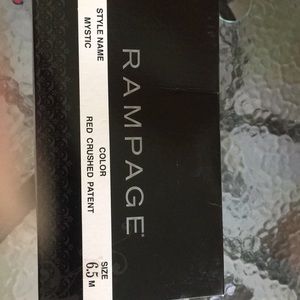 STYLE NAME
MYSTIC
COLOR
RED CRUSHED PATENT
SIZE
6.5 M
RAMPAGE®